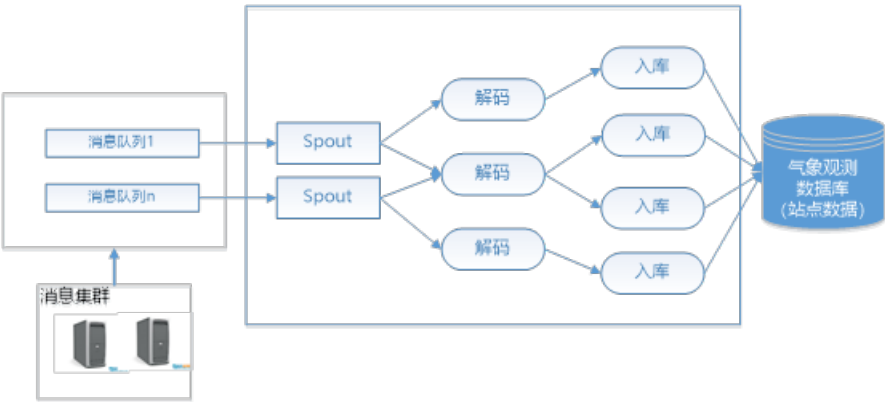 消息队列1
消息队列n
消息集群
Spout
Spout
解码
解码
解码
入库
入库
入库
入库
气象观测
数据库
(站点数据)